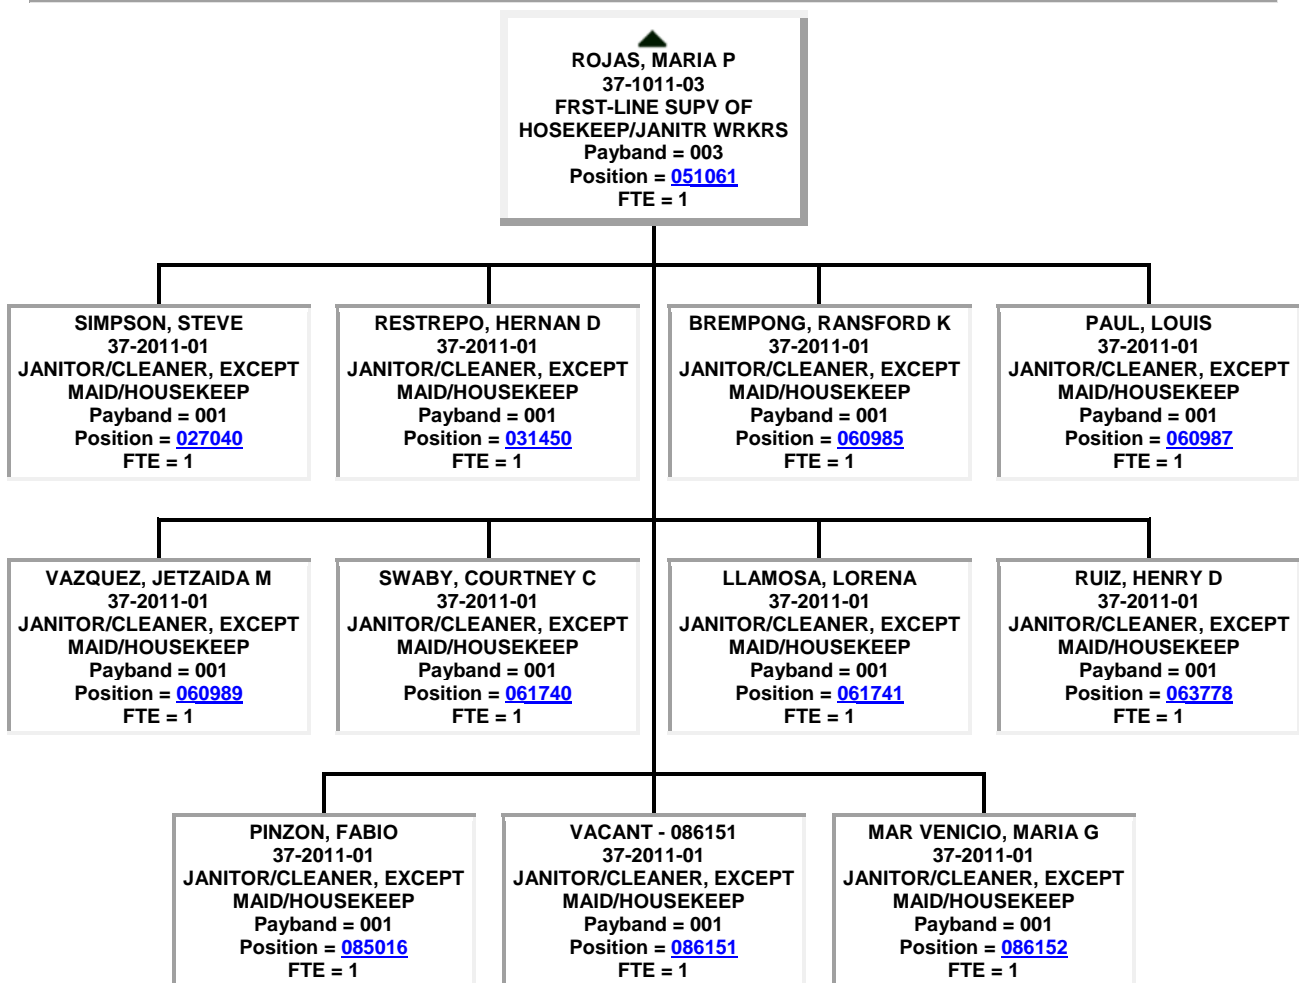 ROJAS, MARIA P
37-1011-03
FRST-LINE SUPV OF
HOSEKEEP/JANITR WRKRS
Payband = 003
Position = 051061
FTE = 1
SIMPSON, STEVE
37-2011-01
JANITOR/CLEANER, EXCEPT
MAID/HOUSEKEEP
Payband = 001
Position = 027040
FTE = 1
RESTREPO, HERNAN D
37-2011-01
JANITOR/CLEANER, EXCEPT
MAID/HOUSEKEEP
Payband = 001
Position = 031450
FTE = 1
BREMPONG, RANSFORD K
37-2011-01
JANITOR/CLEANER, EXCEPT
MAID/HOUSEKEEP
Payband = 001
Position = 060985
FTE = 1
PAUL, LOUIS
37-2011-01
JANITOR/CLEANER, EXCEPT
MAID/HOUSEKEEP
Payband = 001
Position = 060987
FTE = 1
VAZQUEZ, JETZAIDA M
37-2011-01
JANITOR/CLEANER, EXCEPT
MAID/HOUSEKEEP
Payband = 001
Position = 060989
FTE = 1
SWABY, COURTNEY C
37-2011-01
JANITOR/CLEANER, EXCEPT
MAID/HOUSEKEEP
Payband = 001
Position = 061740
FTE = 1
LLAMOSA, LORENA
37-2011-01
JANITOR/CLEANER, EXCEPT
MAID/HOUSEKEEP
Payband = 001
Position = 061741
FTE = 1
RUIZ, HENRY D
37-2011-01
JANITOR/CLEANER, EXCEPT
MAID/HOUSEKEEP
Payband = 001
Position = 063778
FTE = 1
PINZON, FABIO
37-2011-01
JANITOR/CLEANER, EXCEPT
MAID/HOUSEKEEP
Payband = 001
Position = 085016
FTE = 1
VACANT - 086151
37-2011-01
JANITOR/CLEANER, EXCEPT
MAID/HOUSEKEEP
Payband = 001
Position = 086151
FTE = 1
MAR VENICIO, MARIA G
37-2011-01
JANITOR/CLEANER, EXCEPT
MAID/HOUSEKEEP
Payband = 001
Position = 086152
FTE = 1